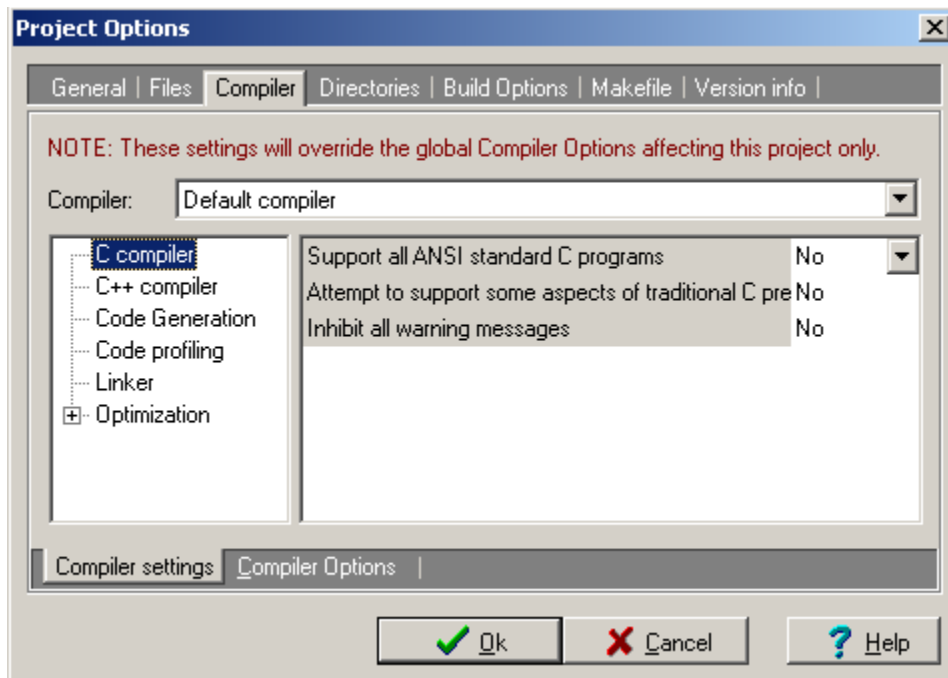 Project Options
General | Files Compiler Directories | Build Options | Makefile | Version info |
NOTE: These settings will override the global Compiler Options affecting this project only.
Compiler: Default compiler
C compiler
C++ compiler
Code Generation
Code profiling
Linker
Optimization
Support all ANSI standard C programs No
Attempt to support some aspects of traditional C pre No
Inhibit all warning messages No
Compiler settings Compiler Options |
Ok Cancel Help